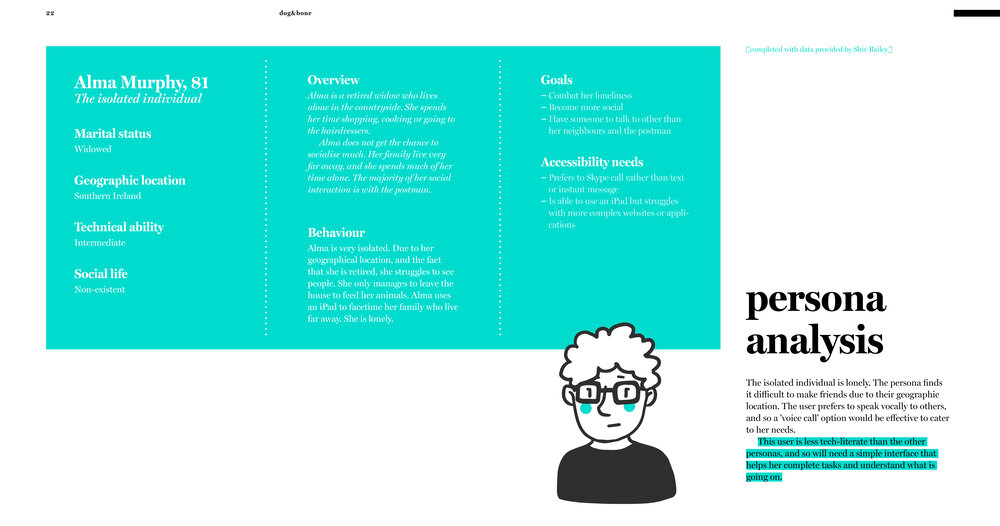 22
dog&bone
[completed with data provided by Shiv Bailey]
Alma Murphy, 81
The isolated individual
Marital status
Widowed
Geographic location
Southern Ireland
Technical ability
Intermediate
Social life
Non-existent
Overview
Alma is a retired widow who lives
alone in the countryside. She spends
her time shopping, cooking or going to
the hairdressers.
Alma does not get the chance to
socialise much. Her family live very
far away, and she spends much of her
time alone. The majority of her social
interaction is with the postman.
Behaviour
Alma is very isolated. Due to her
geographical location, and the fact
that she is retired, she struggles to see
people. She only manages to leave the
house to feed her animals. Alma uses
an iPad to facetime her family who live
far away. She is lonely.
Goals
– Combat her loneliness
– Become more social
– Have someone to talk to other than
her neighbours and the postman
Accessibility needs
– Prefers to Skype call rather than text
or instant message
– Is able to use an iPad but struggles
with more complex websites or appli-
cations
persona
analysis
The isolated individual is lonely. The persona finds
it difficult to make friends due to their geographic
location. The user prefers to speak vocally to others,
and so a 'voice call' option would be effective to cater
to her needs.
This user is less tech-literate than the other
personas, and so will need a simple interface that
helps her complete tasks and understand what is
going on.